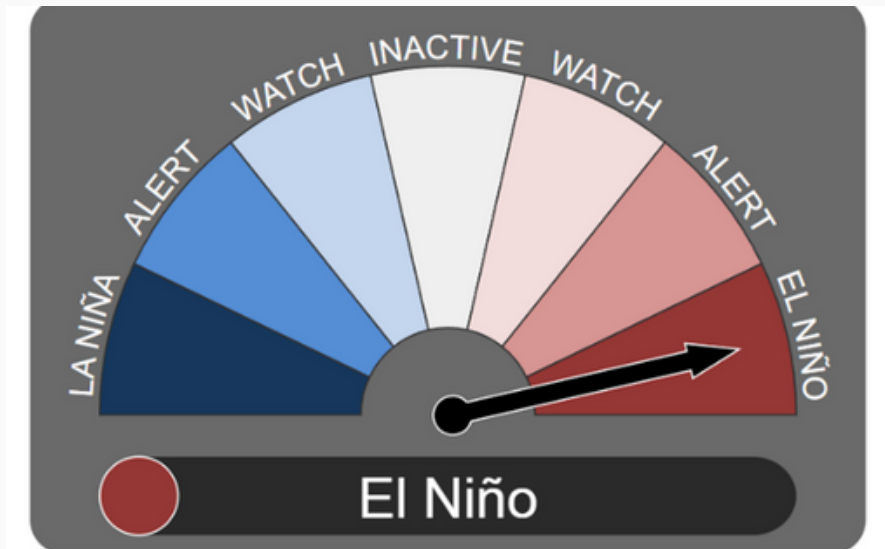 LA NIÑA
ALERT
WATCH
INACTIVE
WATCH
ALERT
EL NIÑO
El Niño